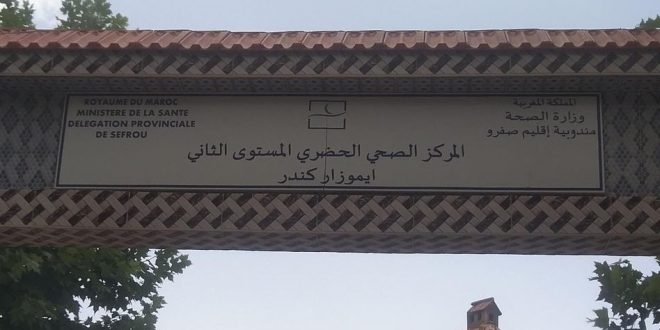 ROYAUME DU MAROC
MINISTERE DE LA SANTE
DELEGATION PROVINCIALE
DE SEFROU
المملكة المغربية
وزارة الصحة
مندوبية إقليم صفرو
المركز الصحي الحضري المستوى الثاني
ايموزار كندر